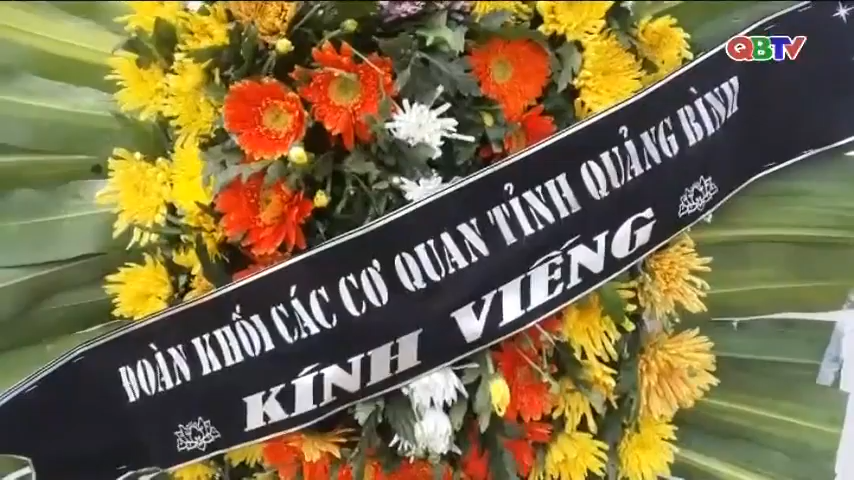 QBTV
ĐOÀN KHỐI CÁC CƠ QUAN TỈNH QUẢNG BÌNH
KÍNH VIẾNG